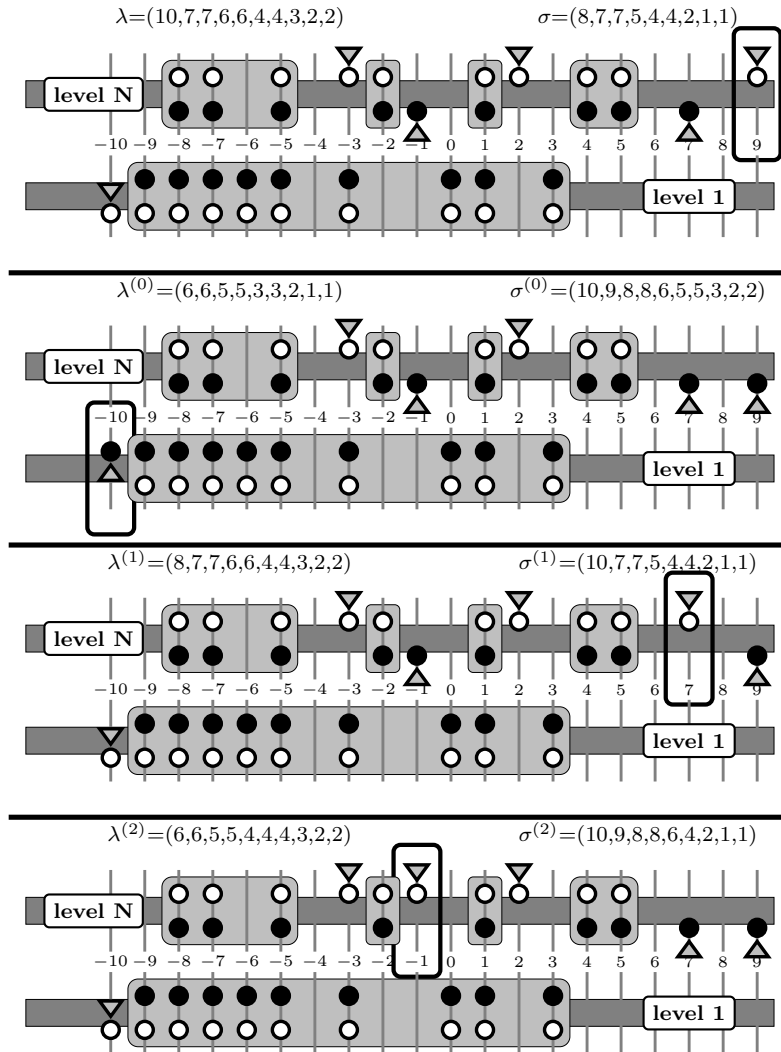 λ=(10,7,7,6,6,4,4,3,2,2) σ=(8,7,7,5,4,4,2,1,1)
level N
−10 −9 −8 −7 −6 −5 −4 −3 −2 −1 0 1 2 3 4 5 6 7 8 9
level 1
λ⁽⁰⁾=(6,6,5,5,3,3,2,1,1) σ⁽⁰⁾=(10,9,8,8,6,5,5,3,2,2)
level N
−10 −9 −8 −7 −6 −5 −4 −3 −2 −1 0 1 2 3 4 5 6 7 8 9
level 1
λ⁽¹⁾=(8,7,7,6,6,4,4,3,2,2) σ⁽¹⁾=(10,7,7,5,4,4,2,1,1)
level N
−10 −9 −8 −7 −6 −5 −4 −3 −2 −1 0 1 2 3 4 5 6 7 8 9
level 1
λ⁽²⁾=(6,6,5,5,4,4,4,3,2,2) σ⁽²⁾=(10,9,8,8,6,4,2,1,1)
level N
−10 −9 −8 −7 −6 −5 −4 −3 −2 −1 0 1 2 3 4 5 6 7 8 9
level 1